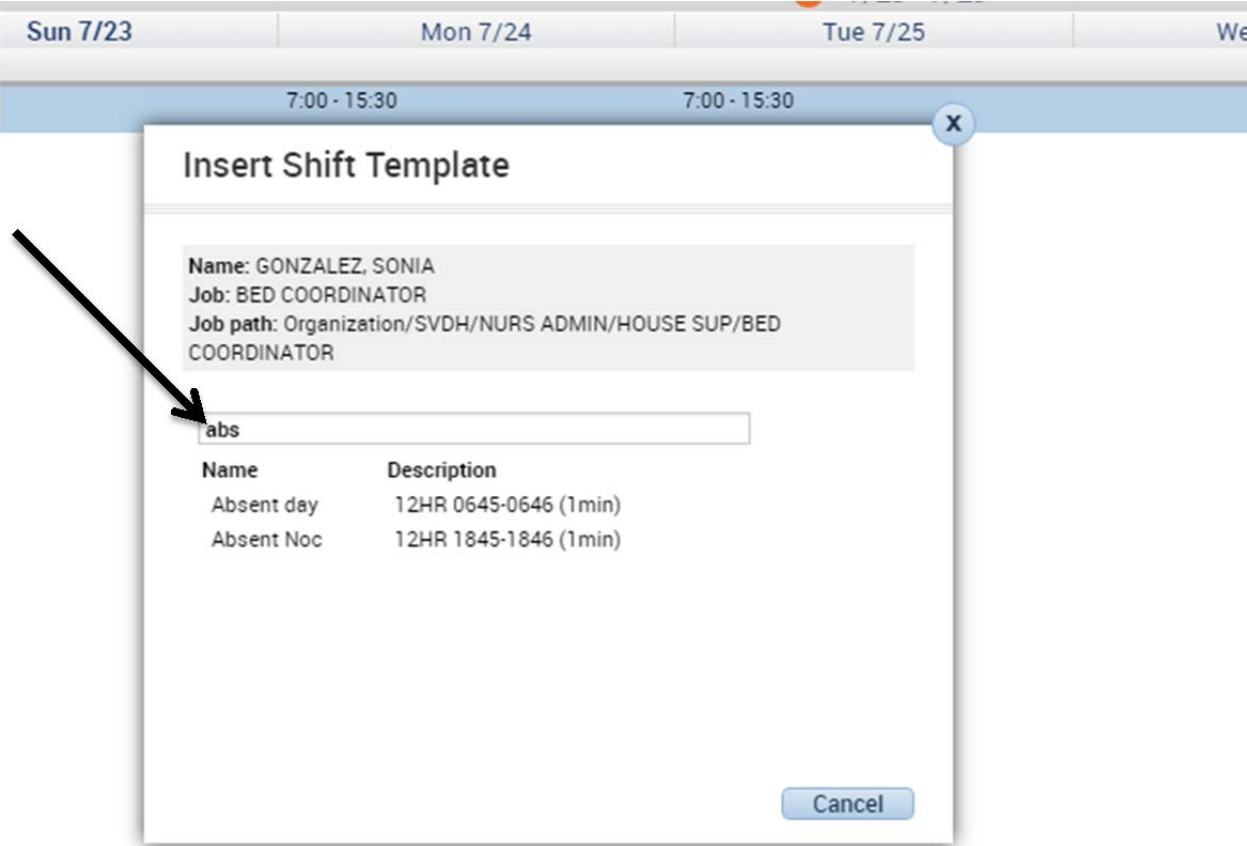 Sun 7/23 Mon 7/24 Tue 7/25 We
7:00 - 15:30 7:00 - 15:30
X
Insert Shift Template
Name: GONZALEZ, SONIA
Job: BED COORDINATOR
Job path: Organization/SVDH/NURS ADMIN/HOUSE SUP/BED
COORDINATOR
abs
Name Description
Absent day 12HR 0645-0646 (1min)
Absent Noc 12HR 1845-1846 (1min)
Cancel